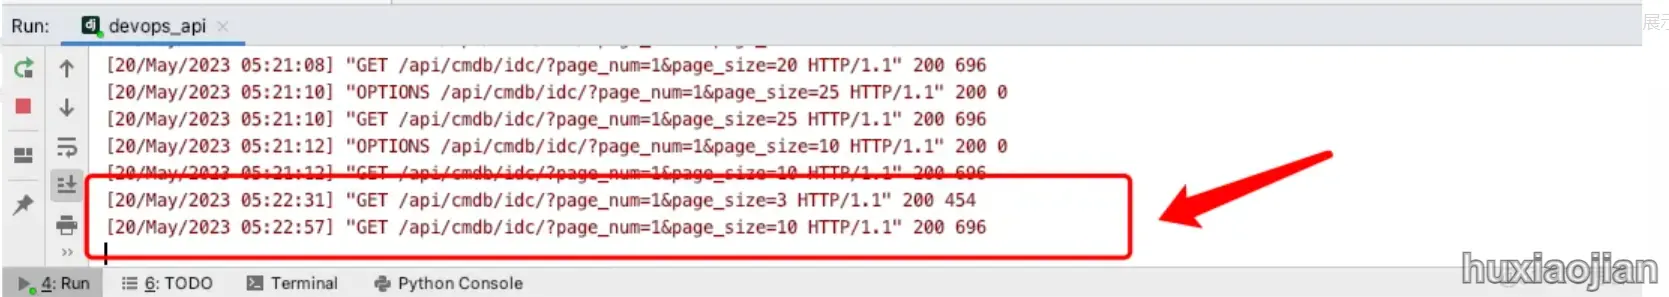 Run: devops_api
展示
[20/May/2023 05:21:08] "GET /api/cmdb/idc/?page_num=1&page_size=20 HTTP/1.1" 200 696
[20/May/2023 05:21:10] "OPTIONS /api/cmdb/idc/?page_num=1&page_size=25 HTTP/1.1" 200 0
[20/May/2023 05:21:10] "GET /api/cmdb/idc/?page_num=1&page_size=25 HTTP/1.1" 200 696
[20/May/2023 05:21:12] "OPTIONS /api/cmdb/idc/?page_num=1&page_size=10 HTTP/1.1" 200 0
[20/May/2023 05:21:12] "GET /api/cmdb/idc/?page_num=1&page_size=10 HTTP/1.1" 200 696
[20/May/2023 05:22:31] "GET /api/cmdb/idc/?page_num=1&page_size=3 HTTP/1.1" 200 454
[20/May/2023 05:22:57] "GET /api/cmdb/idc/?page_num=1&page_size=10 HTTP/1.1" 200 696
4: Run 6: TODO Terminal Python Console
huxiaojian